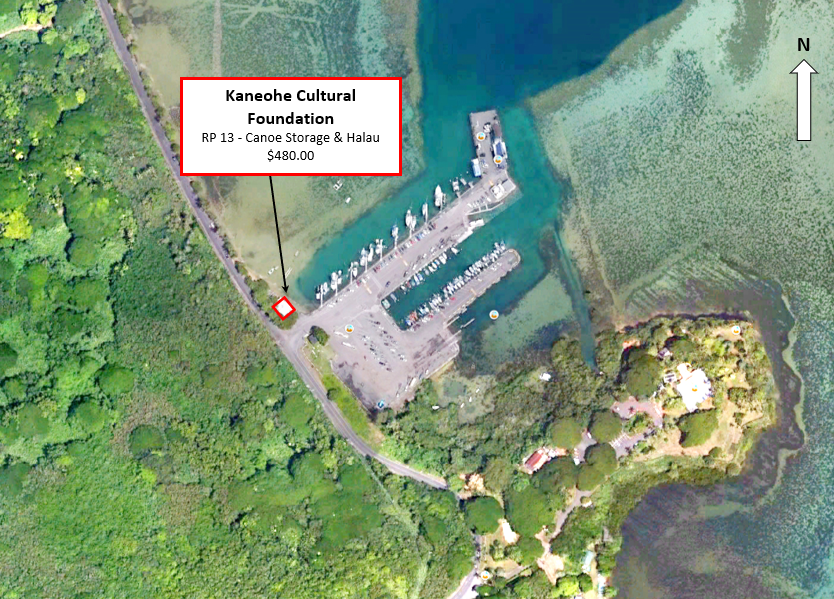 N
Kaneohe Cultural
Foundation
RP 13 - Canoe Storage & Halau
$480.00